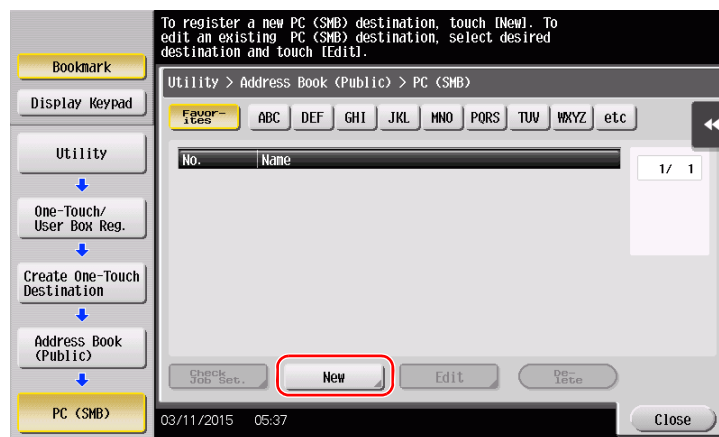 To register a new PC (SMB) destination, touch [New]. To
edit an existing PC (SMB) destination, select desired
destination and touch [Edit].
Bookmark
Display Keypad
Utility
One-Touch/
User Box Reg.
Create One-Touch
Destination
Address Book
(Public)
PC (SMB)
Utility > Address Book (Public) > PC (SMB)
Favor-
ites
ABC DEF GHI JKL MNO PQRS TUV WXYZ etc
No. Name
1/ 1
Check
Job Set.
New
Edit
De-
lete
03/11/2015 05:37
Close